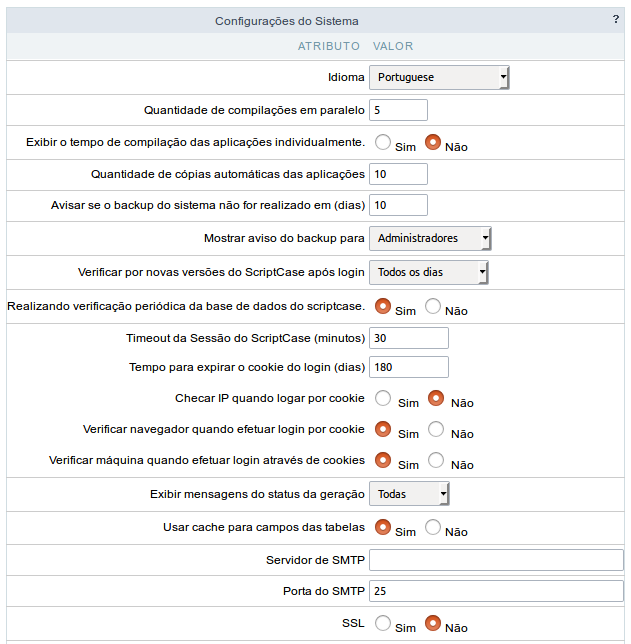 Configurações do Sistema ?
ATRIBUTO VALOR
Idioma Portuguese
Quantidade de compilações em paralelo 5
Exibir o tempo de compilação das aplicações individualmente. Sim Não
Quantidade de cópias automáticas das aplicações 10
Avisar se o backup do sistema não for realizado em (dias) 10
Mostrar aviso do backup para Administradores
Verificar por novas versões do ScriptCase após login Todos os dias
Realizando verificação periódica da base de dados do scriptcase. Sim Não
Timeout da Sessão do ScriptCase (minutos) 30
Tempo para expirar o cookie do login (dias) 180
Checar IP quando logar por cookie Sim Não
Verificar navegador quando efetuar login por cookie Sim Não
Verificar máquina quando efetuar login através de cookies Sim Não
Exibir mensagens do status da geração Todas
Usar cache para campos das tabelas Sim Não
Servidor de SMTP
Porta do SMTP 25
SSL Sim Não